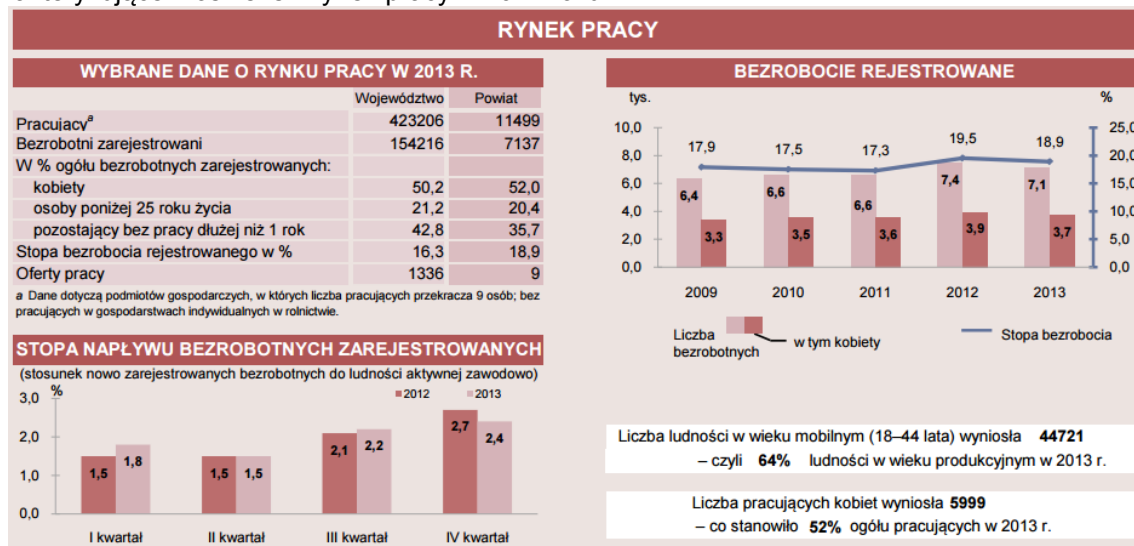 RYNEK PRACY
WYBRANE DANE O RYNKU PRACY W 2013 R.
Województwo Powiat
Pracujący a 423206 11499
Bezrobotni zarejestrowani 154216 7137
W % ogółu bezrobotnych zarejestrowanych:
kobiety 50,2 52,0
osoby poniżej 25 roku życia 21,2 20,4
pozostający bez pracy dłużej niż 1 rok 42,8 35,7
Stopa bezrobocia rejestrowanego w % 16,3 18,9
Oferty pracy 1336 9
a Dane dotyczą podmiotów gospodarczych, w których liczba pracujących przekracza 9 osób; bez
pracujących w gospodarstwach indywidualnych w rolnictwie.
STOPA NAPŁYWU BEZROBOTNYCH ZAREJESTROWANYCH
(stosunek nowo zarejestrowanych bezrobotnych do ludności aktywnej zawodowo)
%
2012 2013
3,0
2,0
1,0
0,0
1,5 1,8 1,5 1,5 2,1 2,2 2,7 2,4
I kwartał II kwartał III kwartał IV kwartał
BEZROBOCIE REJESTROWANE
tys. %
10,0 25,0
8,0 20,0
6,0 15,0
4,0 10,0
2,0 5,0
0,0 0,0
17,9 17,5 17,3 19,5 18,9
6,4 6,6 6,6 7,4 7,1
3,3 3,5 3,6 3,9 3,7
2009 2010 2011 2012 2013
Liczba
bezrobotnych
w tym kobiety
Stopa bezrobocia
Liczba ludności w wieku mobilnym (18–44 lata) wyniosła 44721
– czyli 64% ludności w wieku produkcyjnym w 2013 r.
Liczba pracujących kobiet wyniosła 5999
– co stanowiło 52% ogółu pracujących w 2013 r.